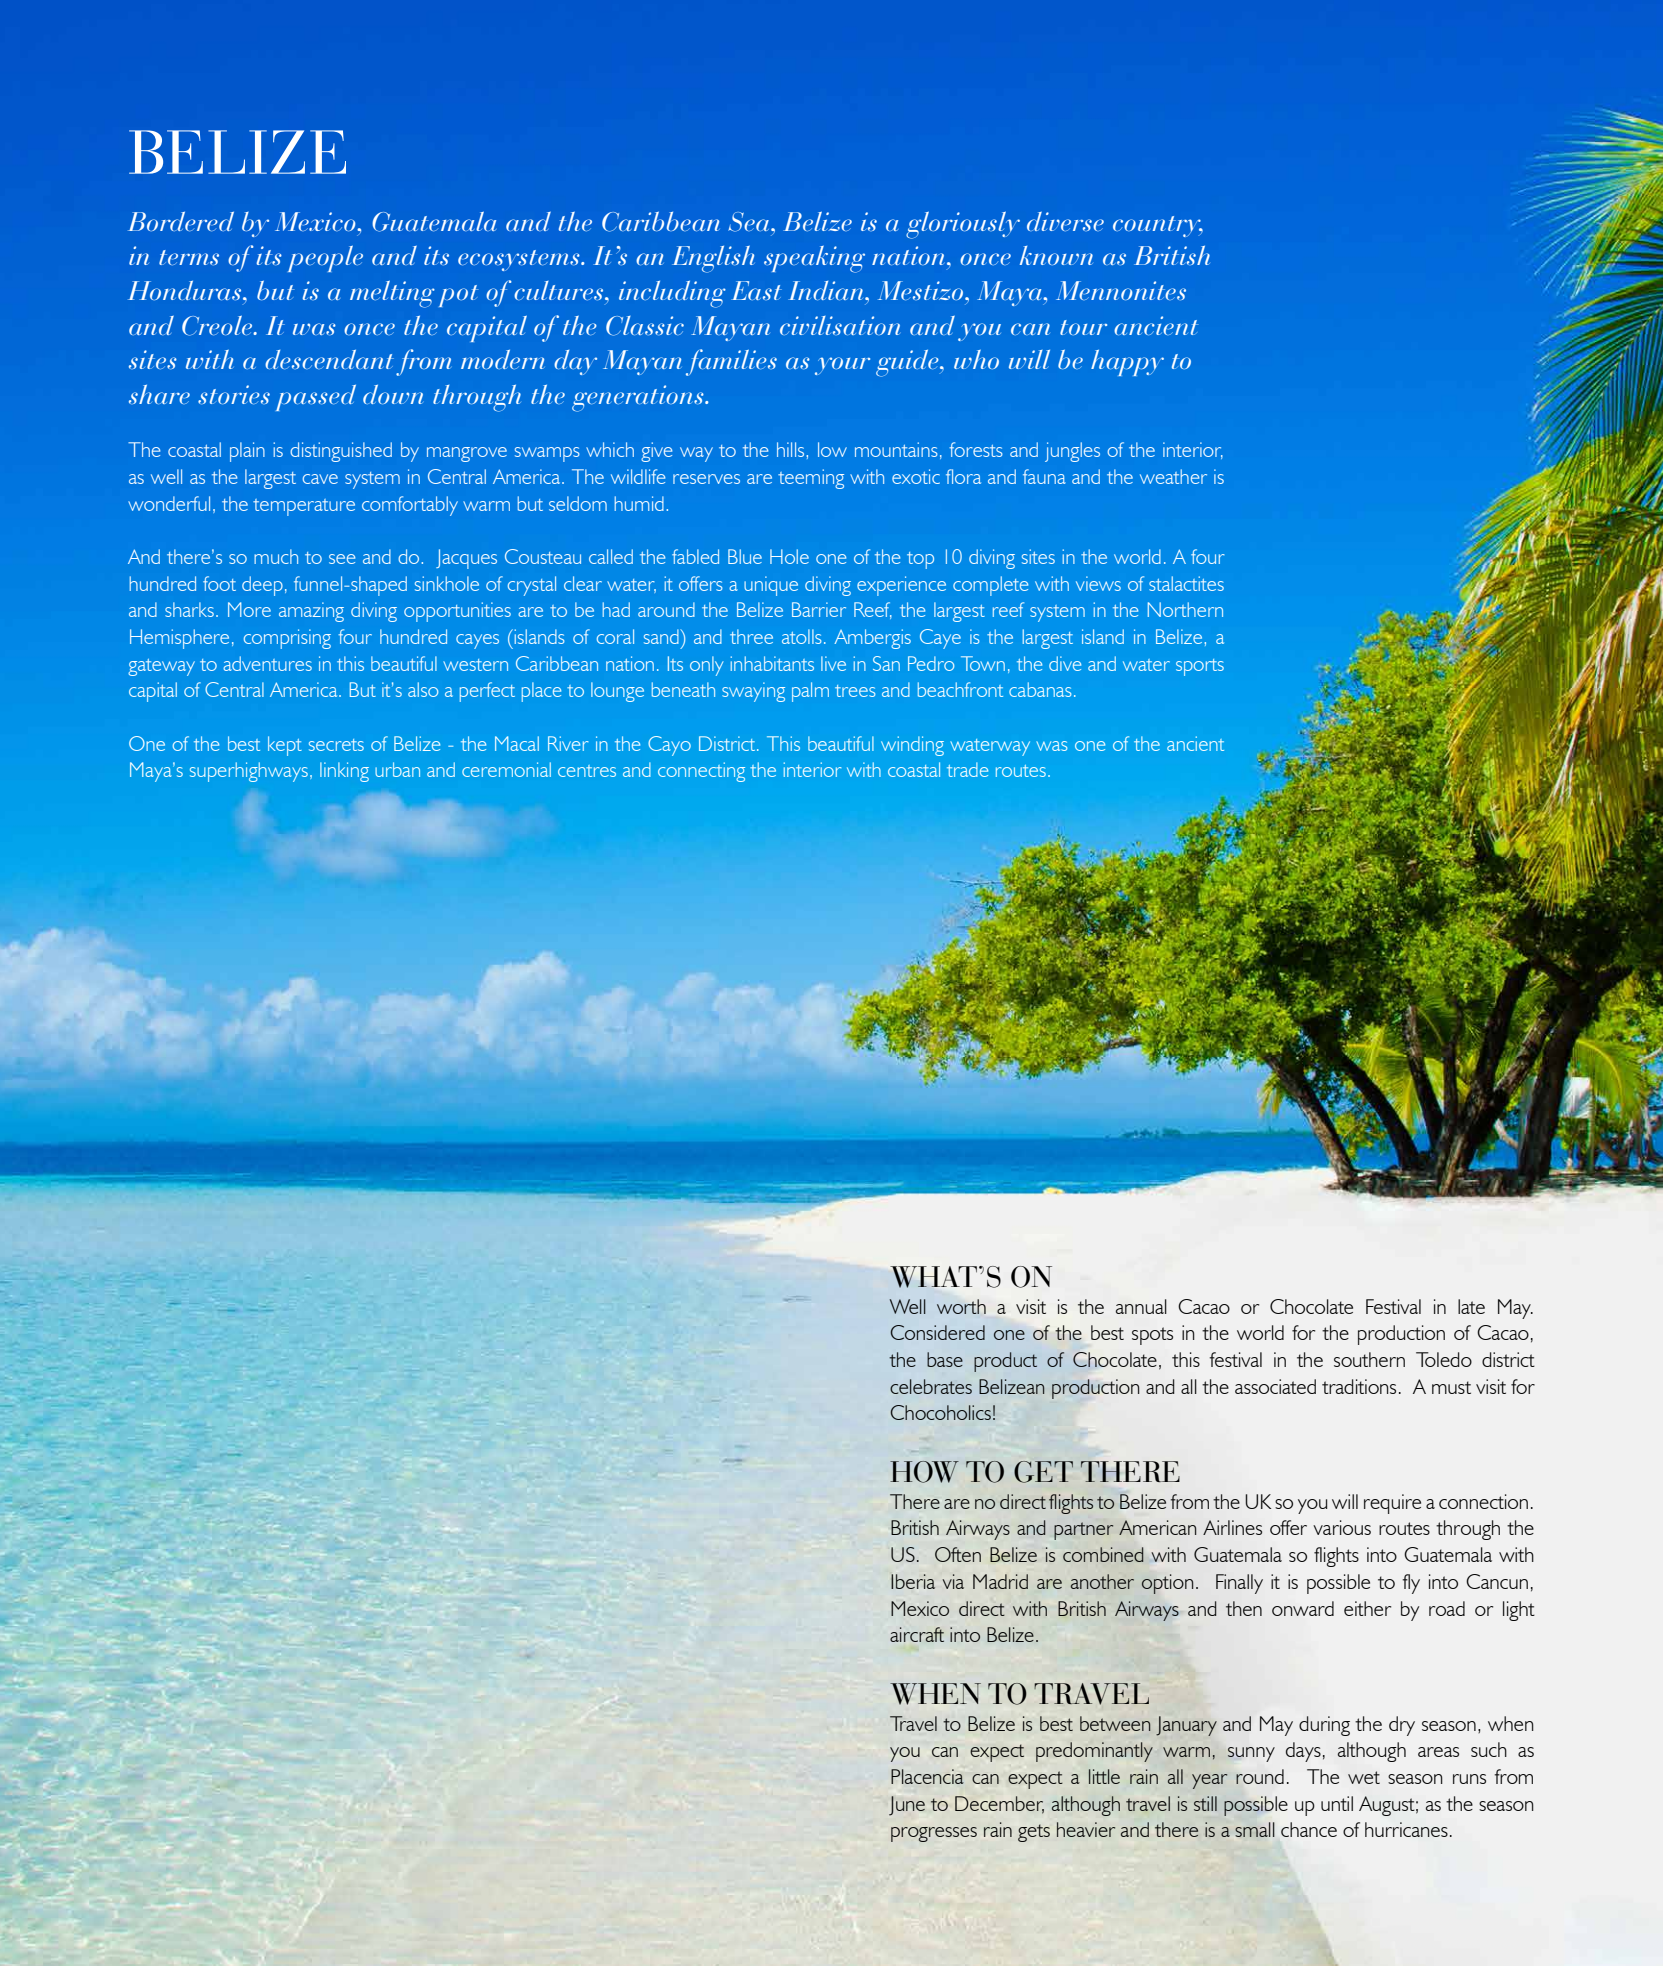 BELIZE
Bordered by Mexico, Guatemala and the Caribbean Sea, Belize is a gloriously diverse country,
in terms of its people and its ecosystems. It’s an English speaking nation, once known as British
Honduras, but is a melting pot of cultures, including East Indian, Mestizo, Maya, Mennonites
and Creole. It was once the capital of the Classic Mayan civilisation and you can tour ancient
sites with a descendant from modern day Mayan families as your guide, who will be happy to
share stories passed down through the generations.
The coastal plain is distinguished by mangrove swamps which give way to the hills, low mountains, forests and jungles of the interior,
as well as the largest cave system in Central America. The wildlife reserves are teeming with exotic flora and fauna and the weather is
wonderful, the temperature comfortably warm but seldom humid.
And there’s so much to see and do.  Jacques Cousteau called the fabled Blue Hole one of the top 10 diving sites in the world. A four
hundred foot deep, funnel-shaped sinkhole of crystal clear water, it offers a unique diving experience complete with views of stalactites
and sharks. More amazing diving opportunities are to be had around the Belize Barrier Reef, the largest reef system in the Northern
Hemisphere, comprising four hundred cayes (islands of coral sand) and three atolls. Ambergis Caye is the largest island in Belize, a
gateway to adventures in this beautiful western Caribbean nation. Its only inhabitants live in San Pedro Town, the dive and water sports
capital of Central America. But it’s also a perfect place to lounge beneath swaying palm trees and beachfront cabanas.
One of the best kept secrets of Belize - the Macal River in the Cayo District. This beautiful winding waterway was one of the ancient
Maya’s superhighways, linking urban and ceremonial centres and connecting the interior with coastal trade routes.
WHAT’S ON
Well worth a visit is the annual Cacao or Chocolate Festival in late May.
Considered one of the best spots in the world for the production of Cacao,
the base product of Chocolate, this festival in the southern Toledo district
celebrates Belizean production and all the associated traditions.  A must visit for
Chocoholics!
HOW TO GET THERE
There are no direct flights to Belize from the UK so you will require a connection.
British Airways and partner American Airlines offer various routes through the
US.  Often Belize is combined with Guatemala so flights into Guatemala with
Iberia via Madrid are another option.  Finally it is possible to fly into Cancun,
Mexico direct with British Airways and then onward either by road or light
aircraft into Belize.
WHEN TO TRAVEL
Travel to Belize is best between January and May during the dry season, when
you can expect predominantly warm, sunny days, although areas such as
Placencia can expect a little rain all year round.  The wet season runs from
June to December, although travel is still possible up until August; as the season
progresses rain gets heavier and there is a small chance of hurricanes.